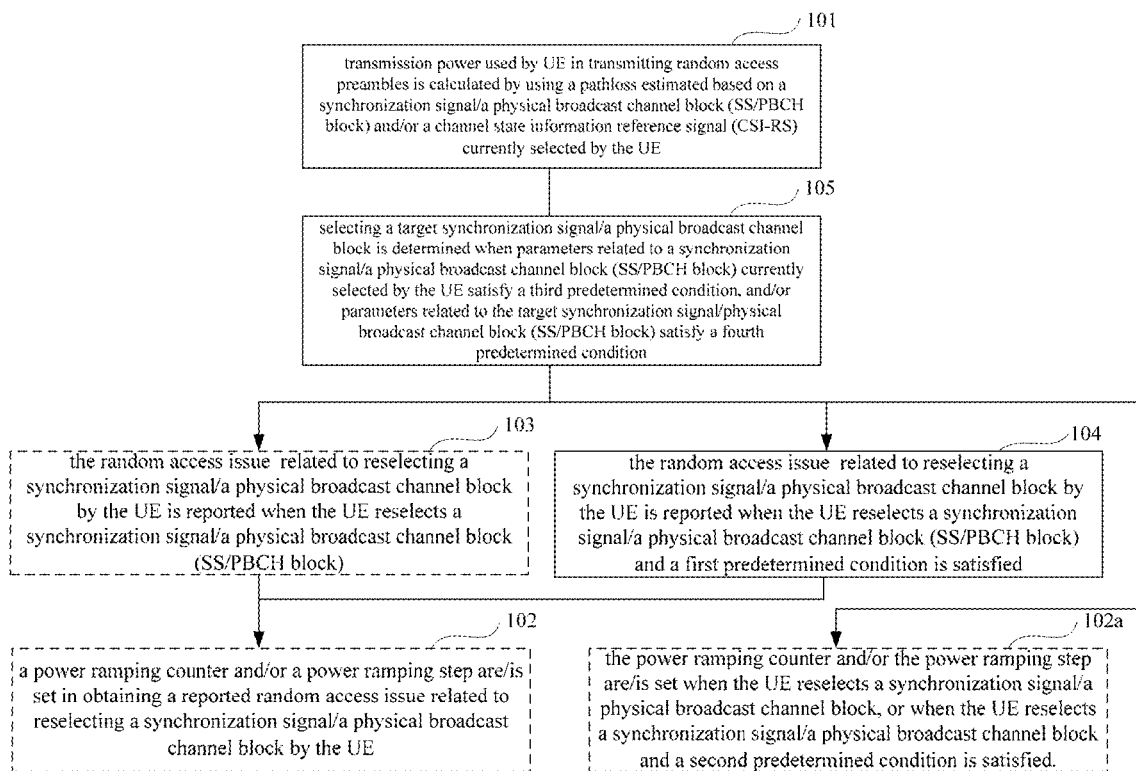 101
transmission power used by UE in transmitting random access
preambles is calculated by using a pathloss estimated based on a
synchronization signal/a physical broadcast channel block (SS/PBCH
block) and/or a channel state information reference signal (CSI-RS)
currently selected by the UE
105
selecting a target synchronization signal/a physical broadcast channel
block is determined when parameters related to a synchronization
signal/a physical broadcast channel block (SS/PBCH block) currently
selected by the UE satisfy a third predetermined condition, and/or
parameters related to the target synchronization signal/physical
broadcast channel block (SS/PBCH block) satisfy a fourth
predetermined condition
103
the random access issue related to reselecting a
synchronization signal/a physical broadcast channel block
by the UE is reported when the UE reselects a
synchronization signal/a physical broadcast channel block
(SS/PBCH block)
104
the random access issue related to reselecting a
synchronization signal/a physical broadcast channel block by
the UE is reported when the UE reselects a synchronization
signal/a physical broadcast channel block (SS/PBCH block)
and a first predetermined condition is satisfied
102
a power ramping counter and/or a power ramping step are/is
set in obtaining a reported random access issue related to
reselecting a synchronization signal/a physical broadcast
channel block by the UE
102a
the power ramping counter and/or the power ramping step
are/is set when the UE reselects a synchronization signal/a
physical broadcast channel block, or when the UE reselects
a synchronization signal/a physical broadcast channel block
and a second predetermined condition is satisfied.